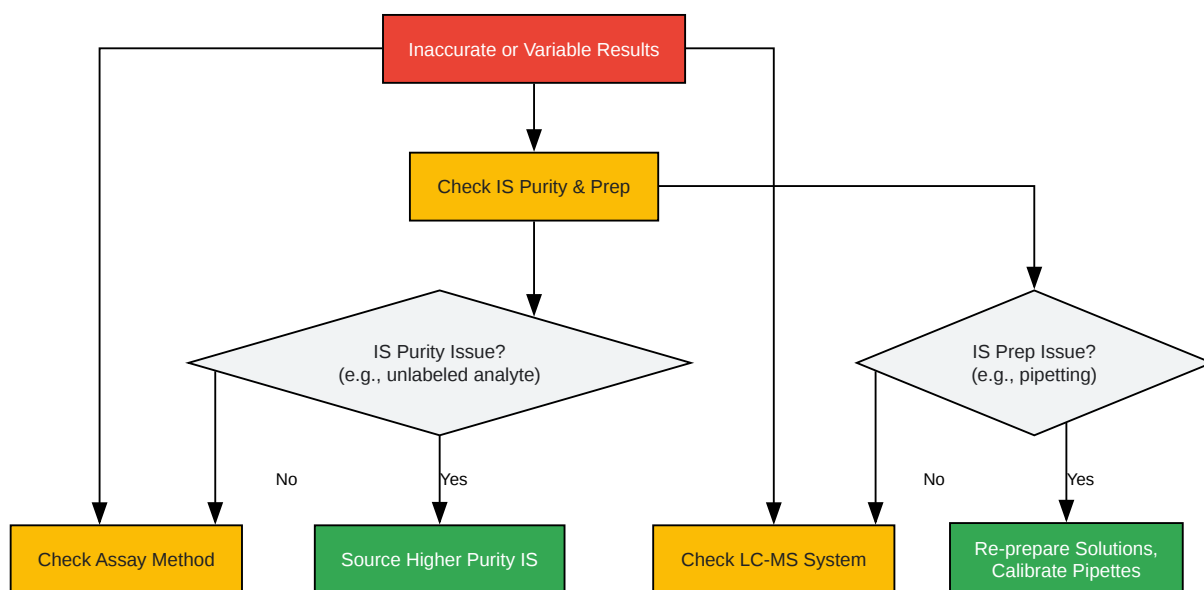 Inaccurate or Variable Results
Check IS Purity & Prep
IS Purity Issue?
(e.g., unlabeled analyte)
IS Prep Issue?
(e.g., pipetting)
No
Yes
No
Yes
Check Assay Method
Source Higher Purity IS
Check LC-MS System
Re-prepare Solutions,
Calibrate Pipettes